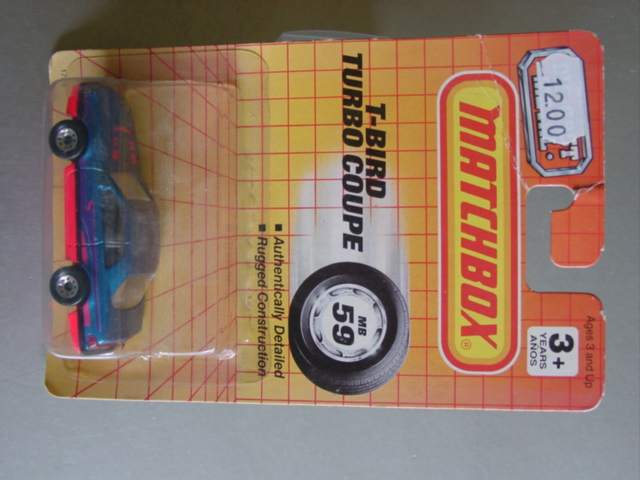 12.00
MATCHBOX®
Ages 3 and Up
3+
YEARS
AÑOS
T-BIRD
TURBO COUPE
MB
59
■ Authentically Detailed
■ Rugged Construction